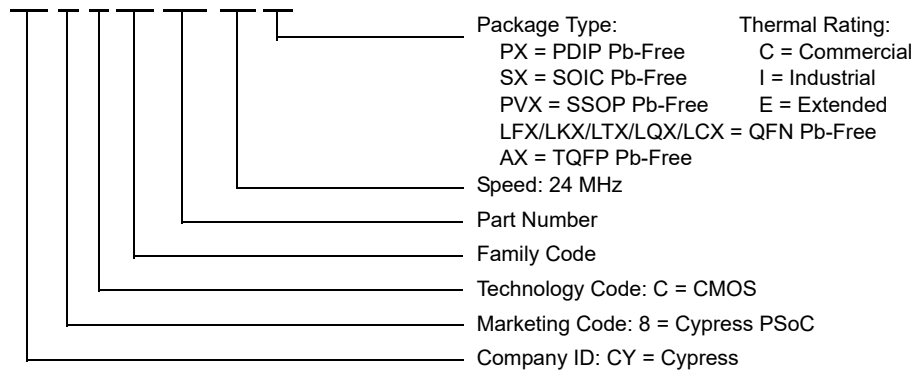 Package Type: Thermal Rating:
PX = PDIP Pb-Free C = Commercial
SX = SOIC Pb-Free I = Industrial
PVX = SSOP Pb-Free E = Extended
LFX/LKX/LTX/LQX/LCX = QFN Pb-Free
AX = TQFP Pb-Free
Speed: 24 MHz
Part Number
Family Code
Technology Code: C = CMOS
Marketing Code: 8 = Cypress PSoC
Company ID: CY = Cypress